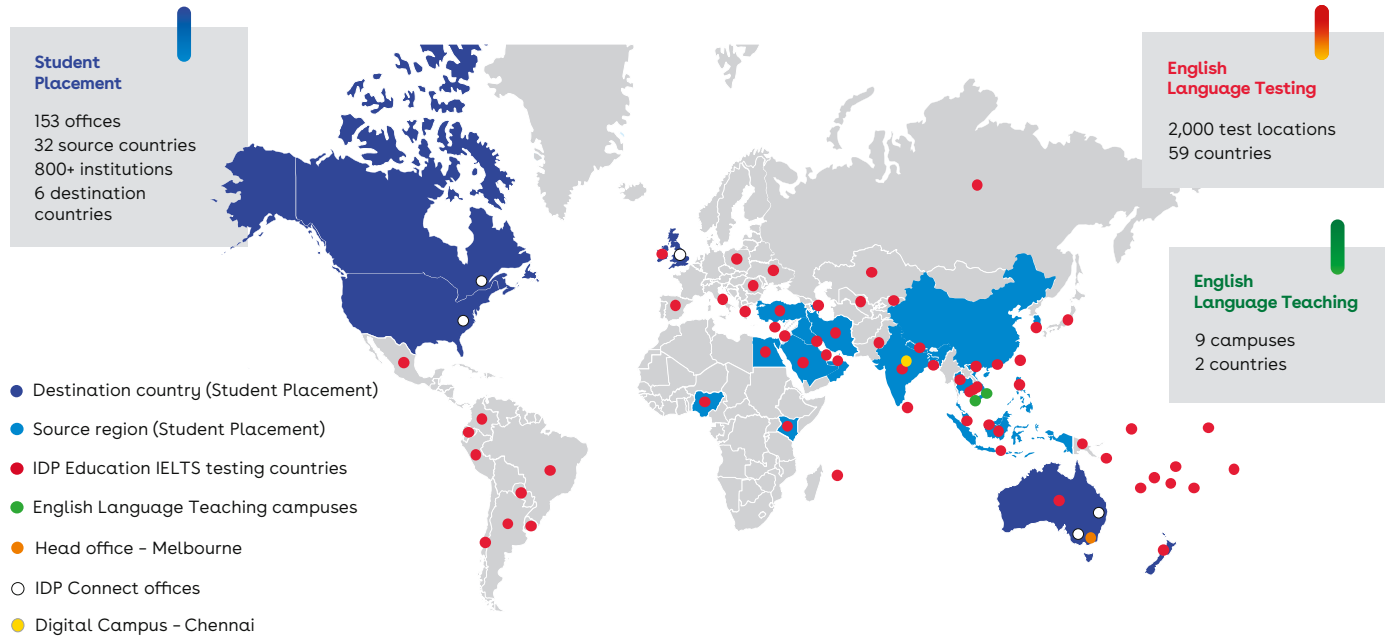 Student
Placement
153 offices
32 source countries
800+ institutions
6 destination
countries
English
Language Testing
2,000 test locations
59 countries
English
Language Teaching
9 campuses
2 countries
Destination country (Student Placement)
Source region (Student Placement)
IDP Education IELTS testing countries
English Language Teaching campuses
Head office – Melbourne
IDP Connect offices
Digital Campus – Chennai